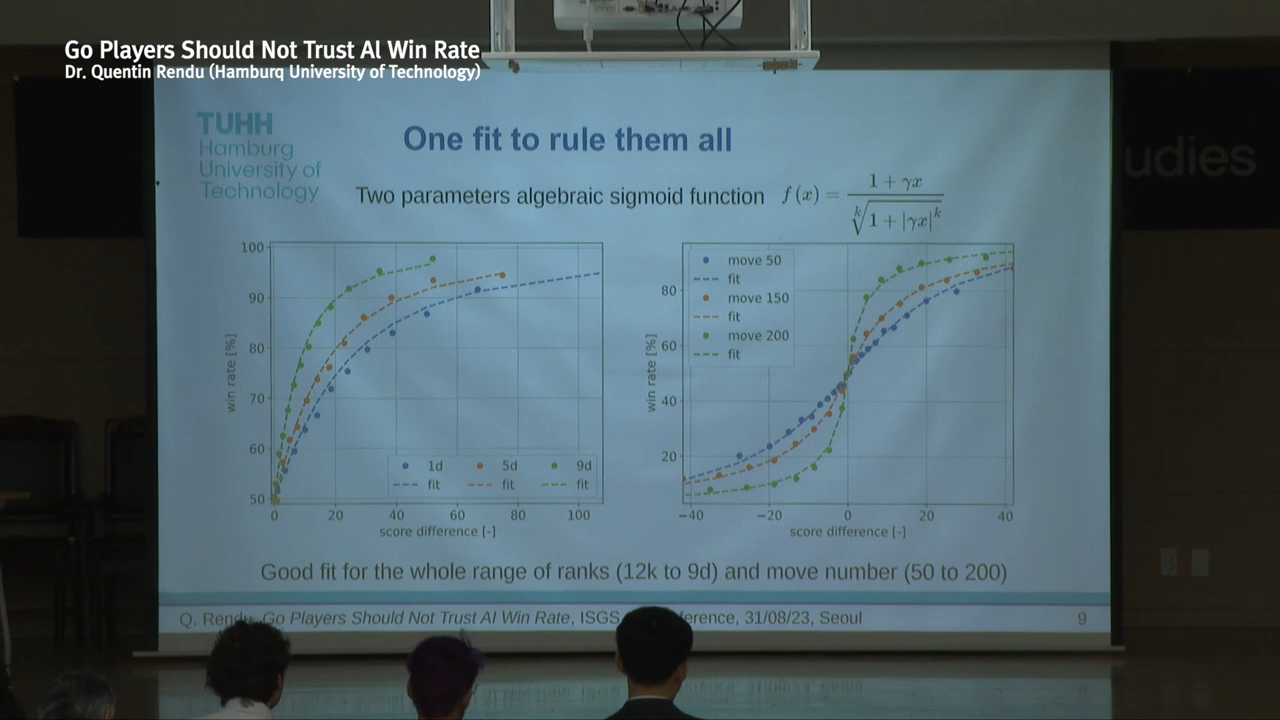 Go Players Should Not Trust AI Win Rate
Dr. Quentin Rendu (Hamburg University of Technology)
udies
TUHH
Hamburg
University of
Technology
One fit to rule them all
Two parameters algebraic sigmoid function f(x) = (1 + γx) / ᵏ√(1 + |γx|ᵏ)
100
90
80
70
60
50
win rate [%]
0 20 40 60 80 100
score difference [-]
1d 5d 9d
fit fit fit
80
60
40
20
win rate [%]
move 50
fit
move 150
fit
move 200
fit
−40 −20 0 20 40
score difference [-]
Good fit for the whole range of ranks (12k to 9d) and move number (50 to 200)
Q. Rendu, Go Players Should Not Trust AI Win Rate, ISGS erence, 31/08/23, Seoul 9